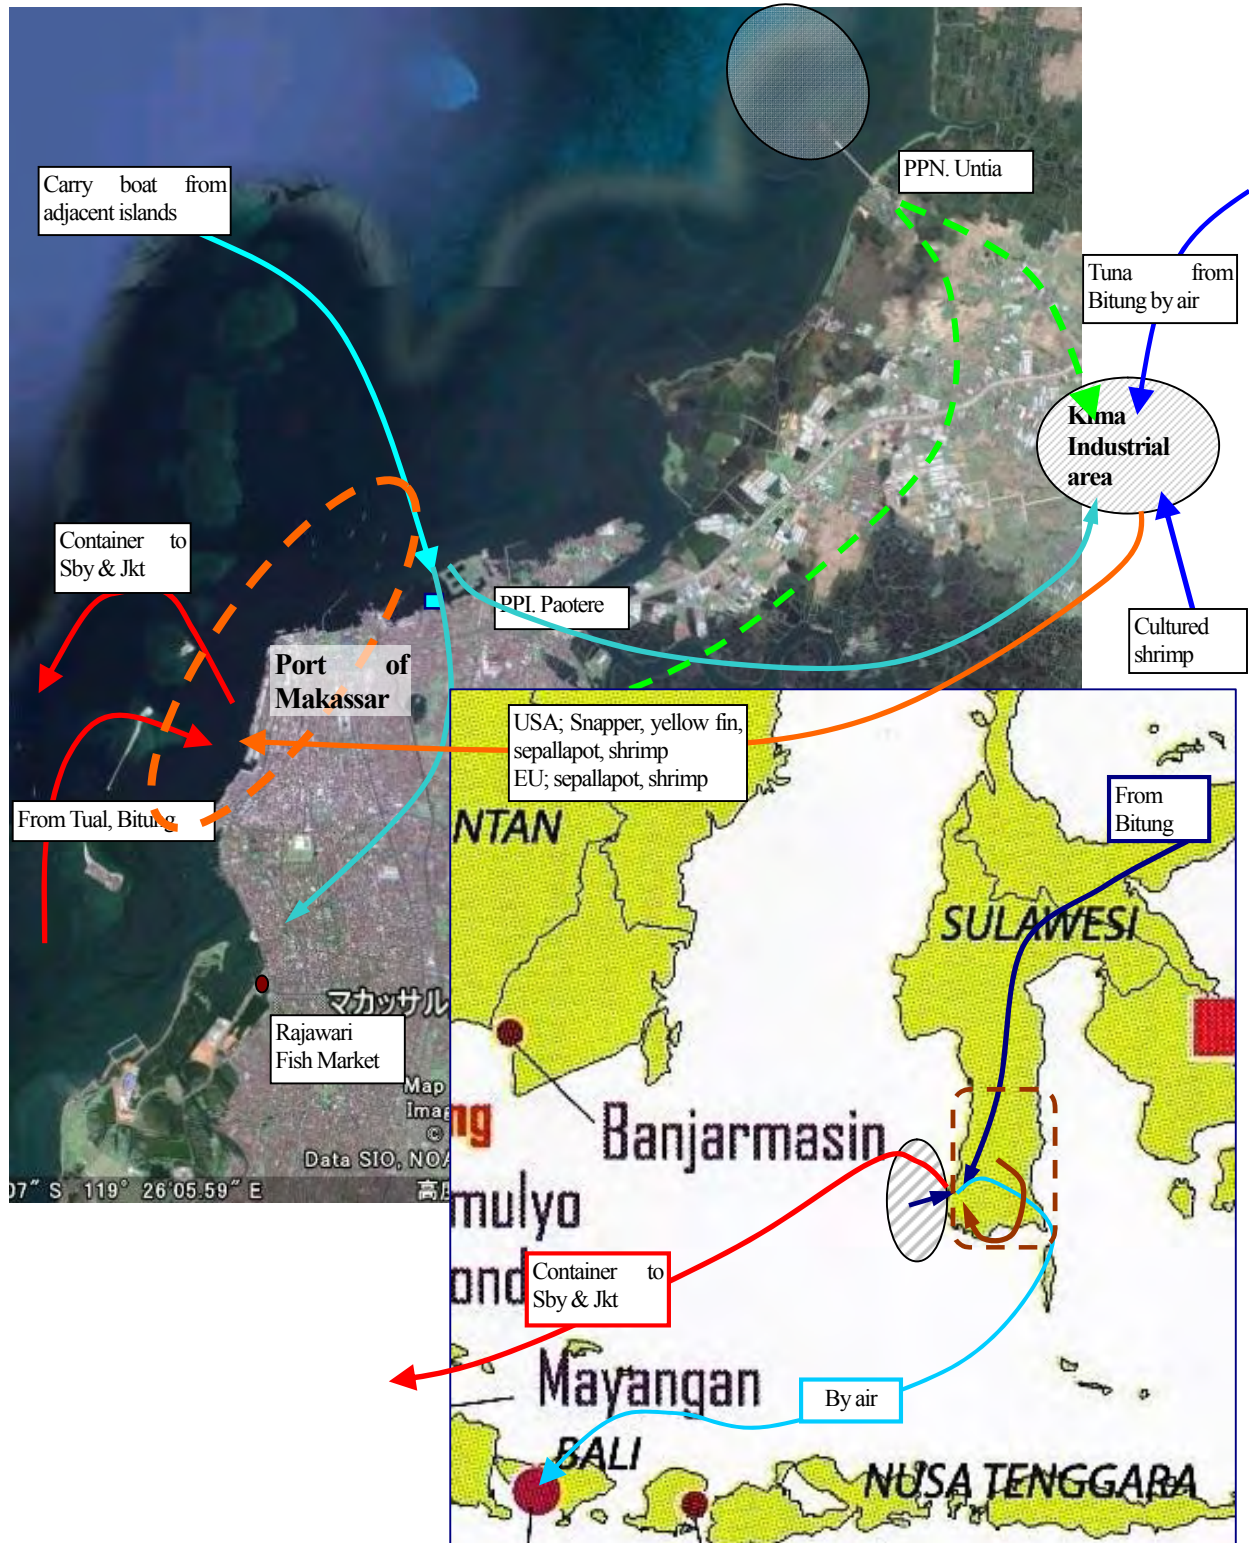 PPN. Untia
Carry boat from
adjacent islands
Tuna from
Bitung by air
Kima
Industrial
area
Container to
Sby & Jkt
PPI. Paotere
Cultured
shrimp
Port of
Makassar
USA; Snapper, yellow fin,
sepallapot, shrimp
EU; sepallapot, shrimp
From Tual, Bitung
From
Bitung
NTAN
SULAWESI
マカッサル
Rajawari
Fish Market
Map
Imag
©
Data SIO, NOA
07" S 119° 26'05.59" E
ng
Banjarmasin
mulyo
ond
Container to
Sby & Jkt
Mayangan
By air
BALI
NUSA TENGGARA